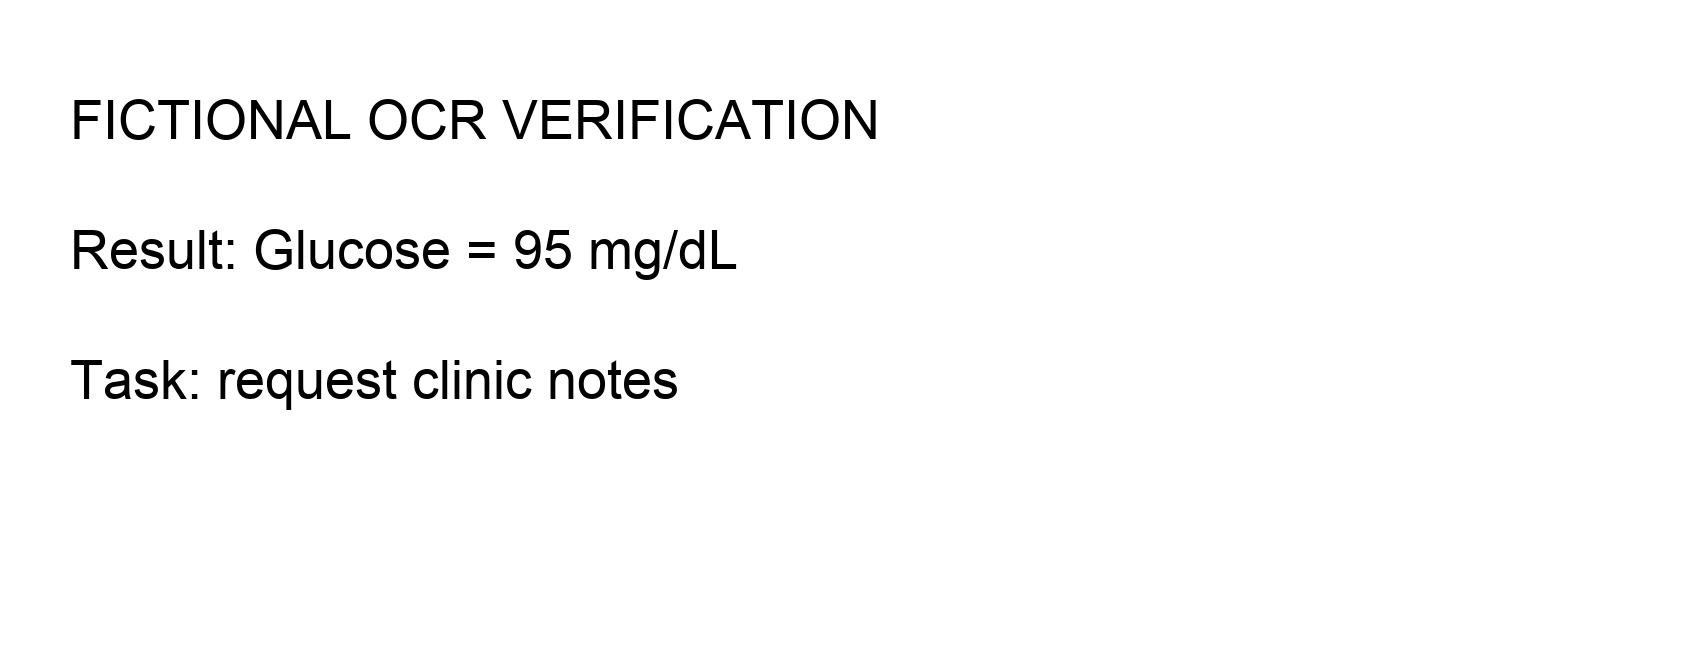 FICTIONAL OCR VERIFICATION
Result: Glucose = 95 mg/dL
Task: request clinic notes